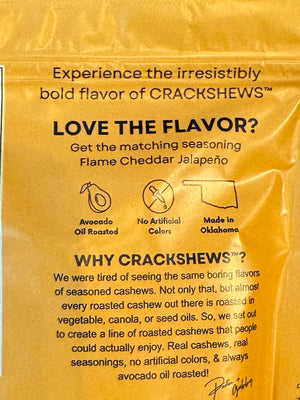 Experience the irresistibly
bold flavor of CRACKSHEWS™
LOVE THE FLAVOR?
Get the matching seasoning
Flame Cheddar Jalapeño
Avocado
Oil Roasted
No Artificial
Colors
Made in
Oklahoma
WHY CRACKSHEWS™?
We were tired of seeing the same boring flavors
of seasoned cashews. Not only that, but almost
every roasted cashew out there is roasted in
vegetable, canola, or seed oils. So, we set out
to create a line of roasted cashews that people
could actually enjoy. Real cashews, real
seasonings, no artificial colors, & always
avocado oil roasted!